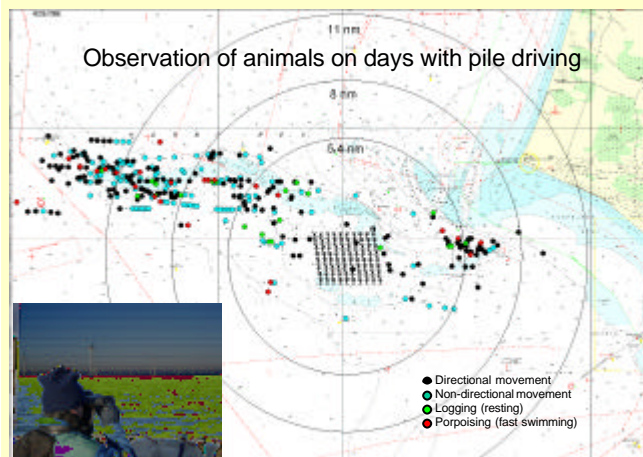 Observation of animals on days with pile driving
11 nm
8 nm
5,4 nm
Directional movement
Non-directional movement
Logging (resting)
Porpoising (fast swimming)